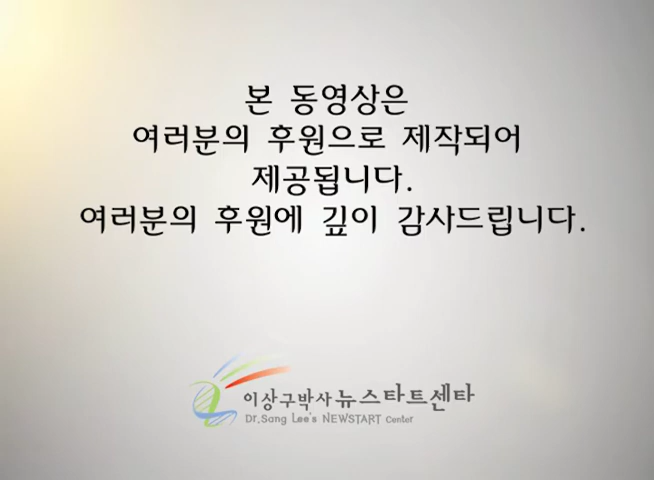 본 동영상은
여러분의 후원으로 제작되어
제공됩니다.
여러분의 후원에 깊이 감사드립니다.
이상구박사뉴스타트센타
Dr.Sang Lee's NEWSTART Center